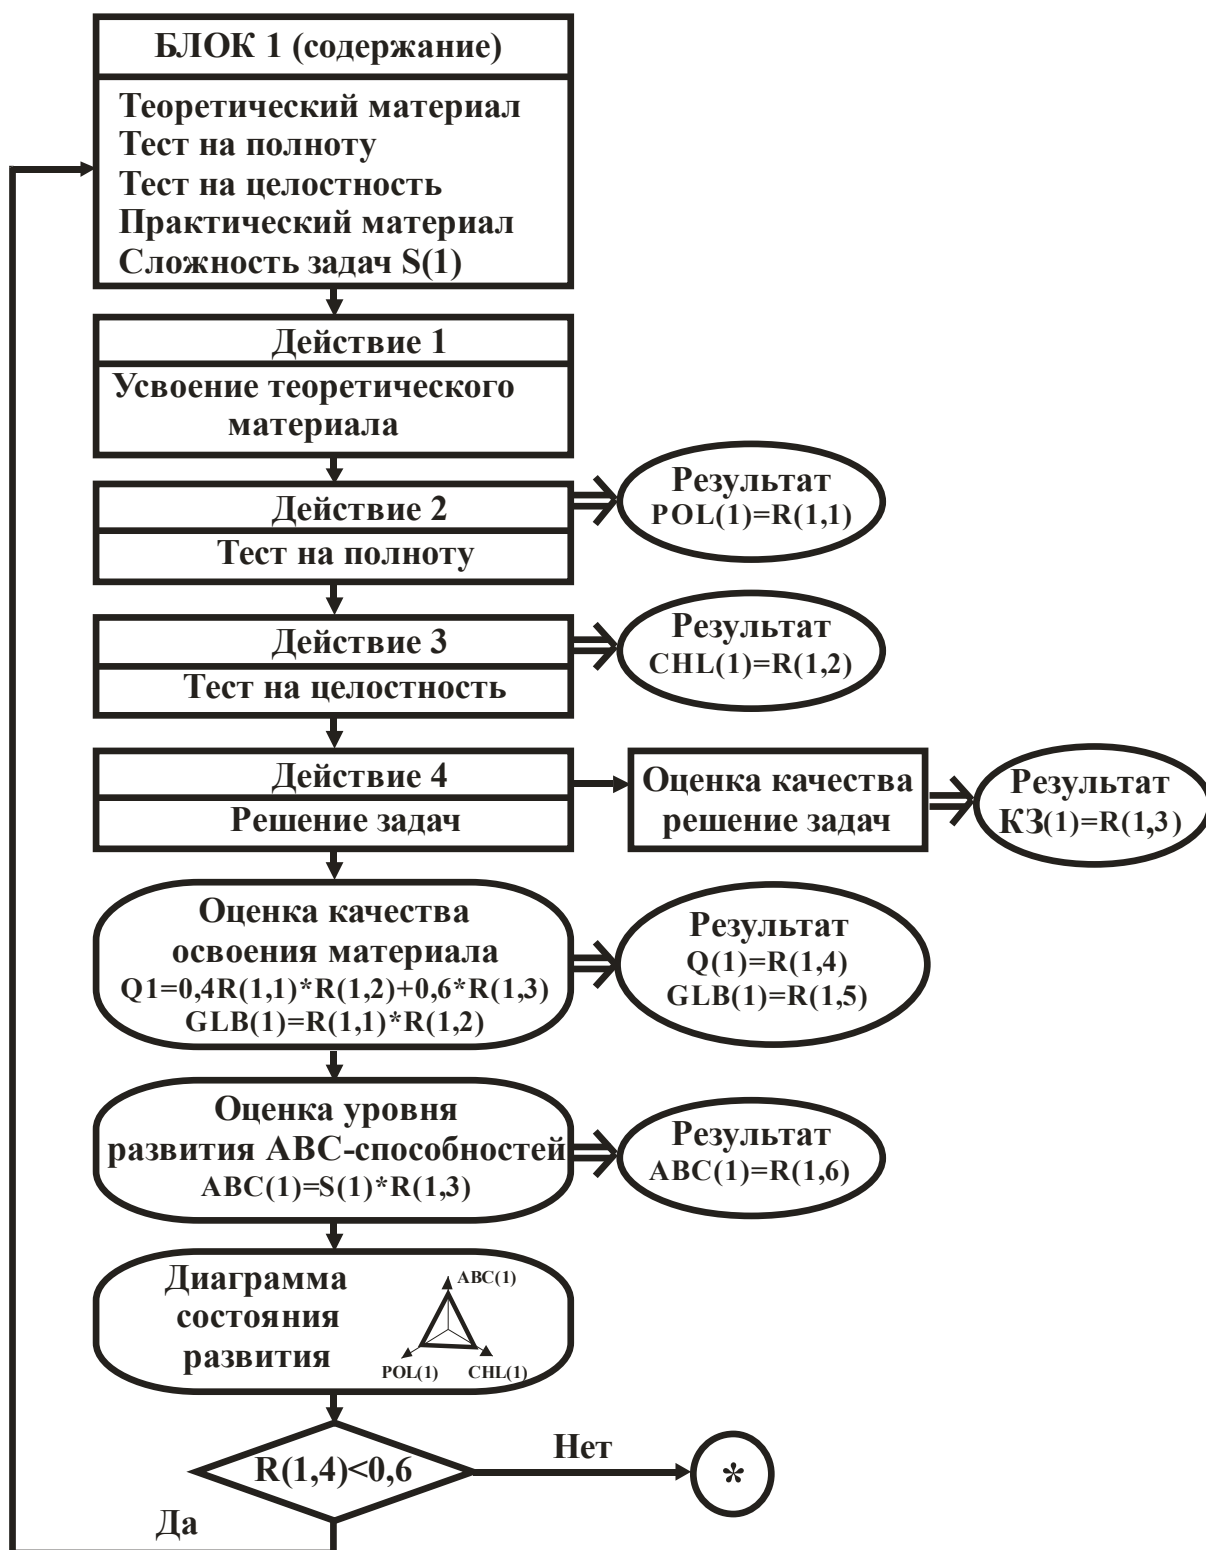 БЛОК 1 (содержание)
Теоретический материал
Тест на полноту
Тест на целостность
Практический материал
Сложность задач S(1)
Действие 1
Усвоение теоретического
материала
Действие 2
Тест на полноту
Результат
POL(1)=R(1,1)
Действие 3
Тест на целостность
Результат
CHL(1)=R(1,2)
Действие 4
Решение задач
Оценка качества
решение задач
Результат
КЗ(1)=R(1,3)
Оценка качества
освоения материала
Q1=0,4R(1,1)*R(1,2)+0,6*R(1,3)
GLB(1)=R(1,1)*R(1,2)
Результат
Q(1)=R(1,4)
GLB(1)=R(1,5)
Оценка уровня
развития АВС-способностей
ABC(1)=S(1)*R(1,3)
Результат
ABC(1)=R(1,6)
Диаграмма
состояния
развития
ABC(1)
POL(1)
CHL(1)
R(1,4)<0,6
Нет
*
Да